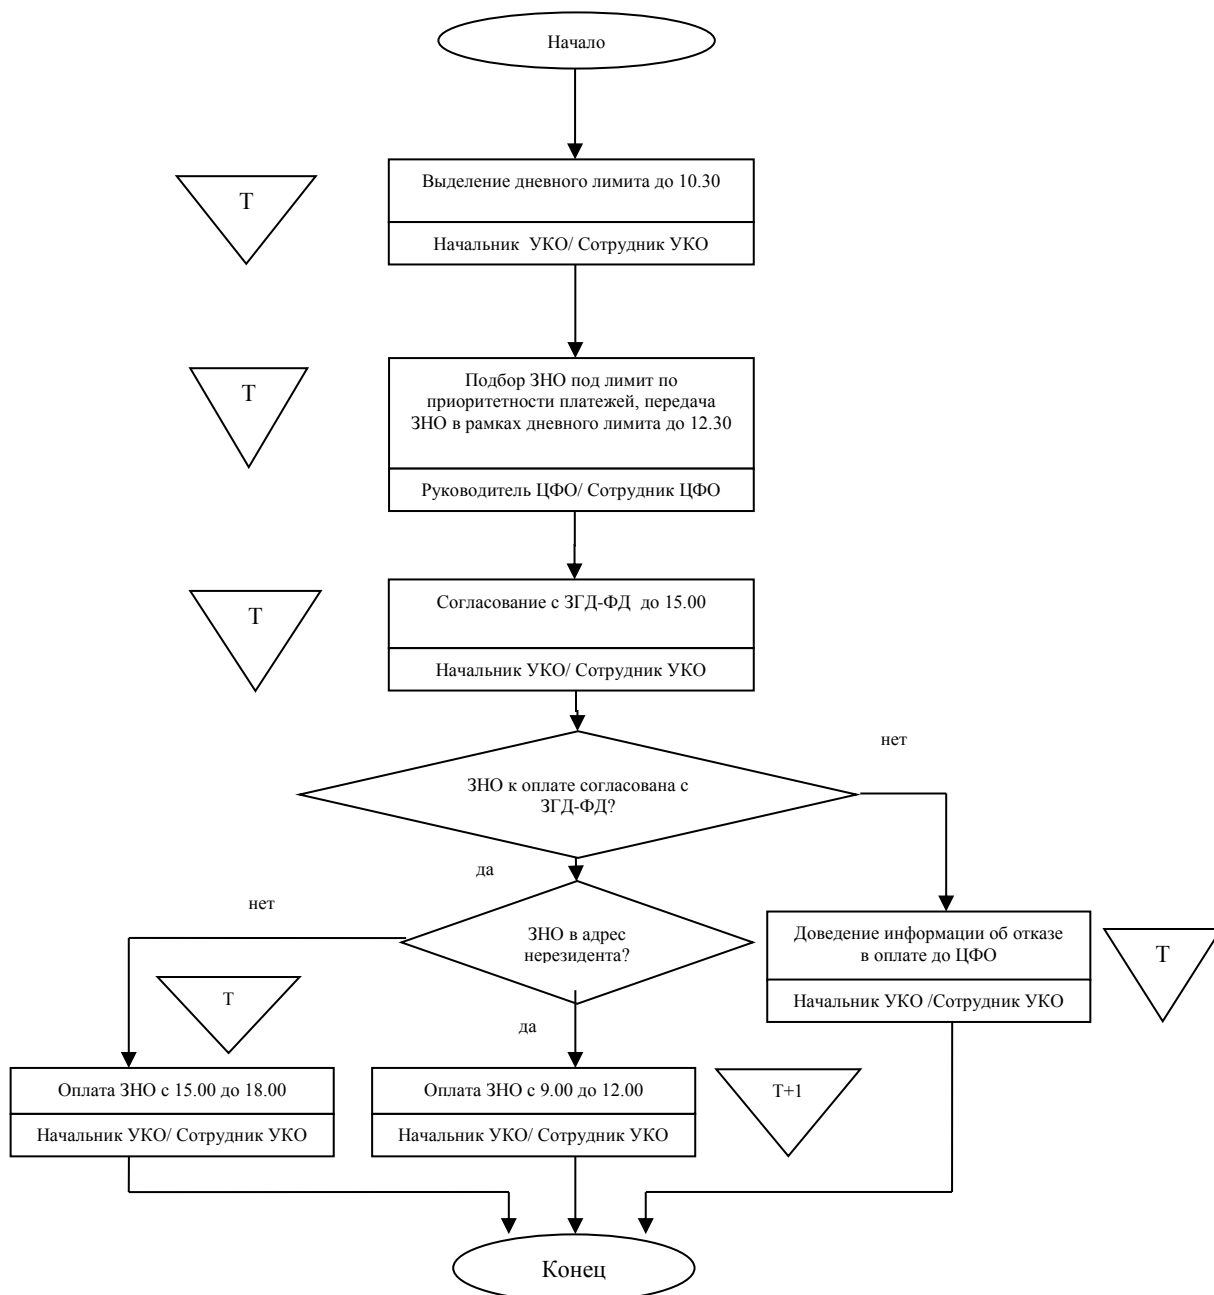 Начало
Т
Выделение дневного лимита до 10.30
Начальник УКО/ Сотрудник УКО
Т
Подбор ЗНО под лимит по
приоритетности платежей, передача
ЗНО в рамках дневного лимита до 12.30
Руководитель ЦФО/ Сотрудник ЦФО
Т
Согласование с ЗГД-ФД до 15.00
Начальник УКО/ Сотрудник УКО
нет
ЗНО к оплате согласована с
ЗГД-ФД?
да
нет
ЗНО в адрес
нерезидента?
Доведение информации об отказе
в оплате до ЦФО
Начальник УКО /Сотрудник УКО
Т
Т
да
Оплата ЗНО с 15.00 до 18.00
Начальник УКО/ Сотрудник УКО
Оплата ЗНО с 9.00 до 12.00
Начальник УКО/ Сотрудник УКО
Т+1
Конец